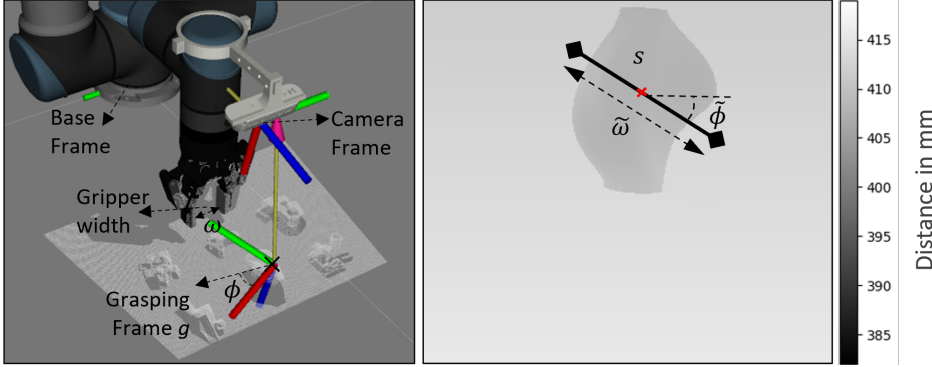 Base
Frame
Camera
Frame
Gripper
width
ω
Grasping
Frame g
ϕ
s
ω̃
ϕ̃
415
410
405
400
395
390
385
Distance in mm